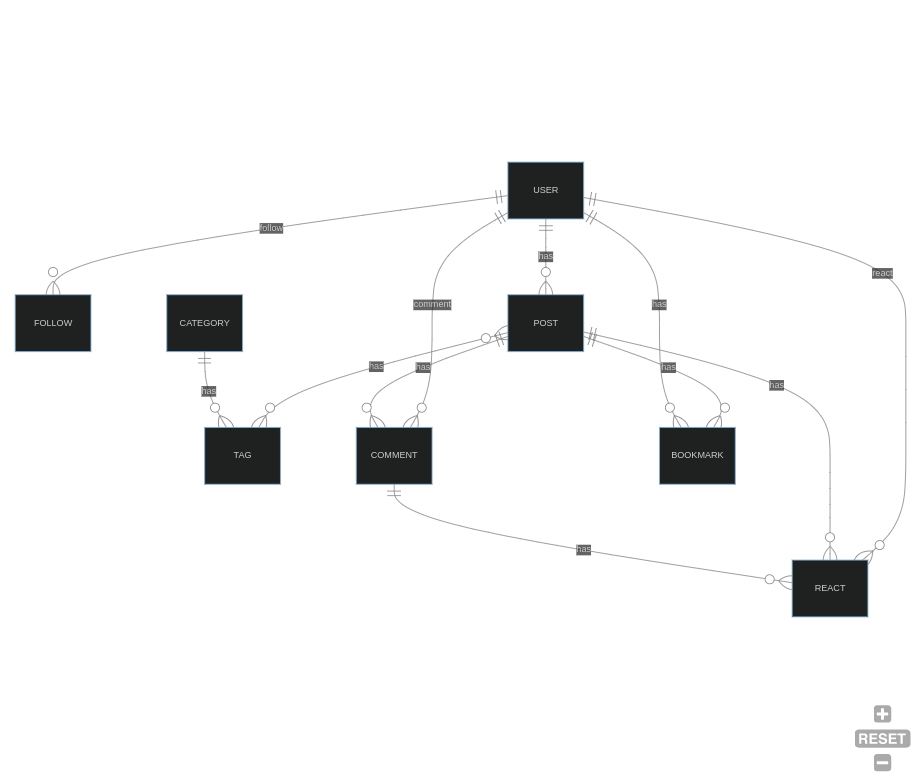 USER
follow
react
has
comment
has
FOLLOW
CATEGORY
POST
has
has
has
has
has
TAG
COMMENT
BOOKMARK
has
REACT
RESET